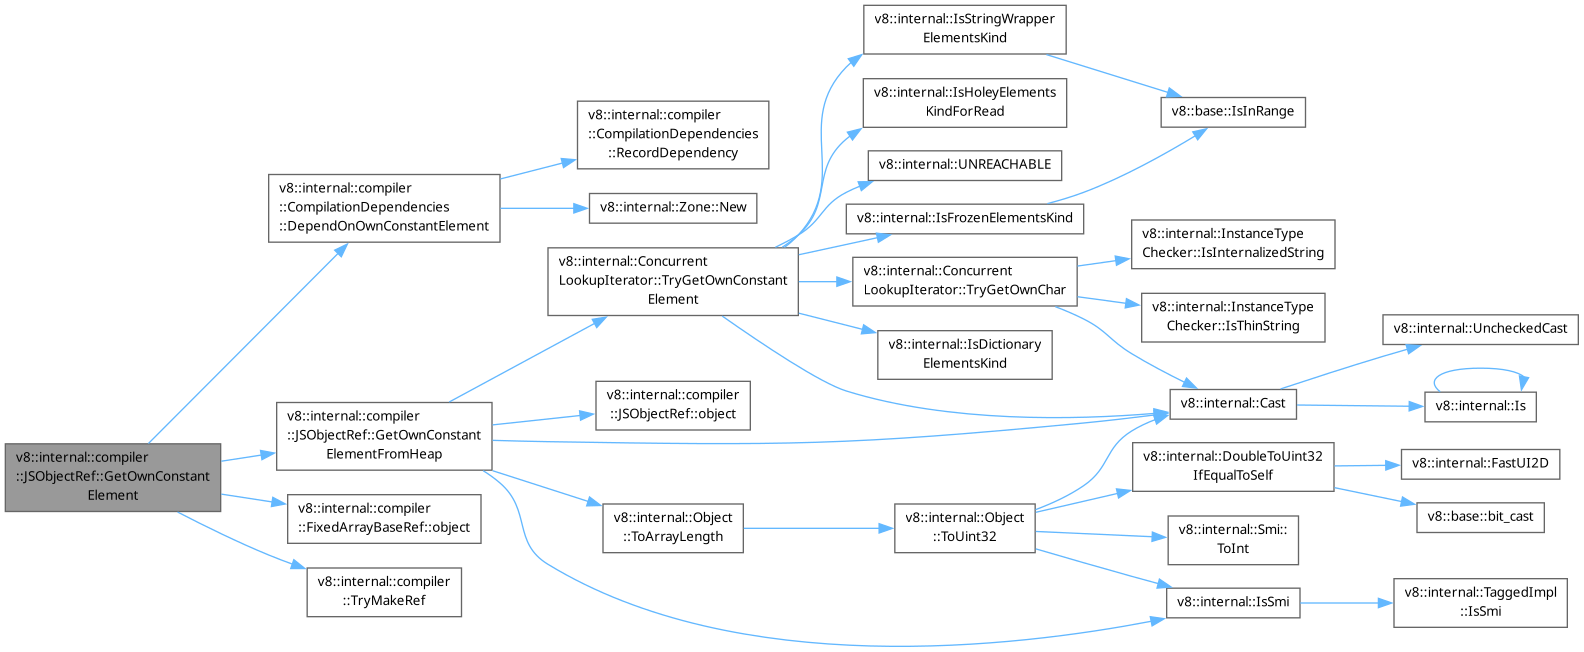 v8::internal::compiler
::JSObjectRef::GetOwnConstant
Element
v8::internal::compiler
::CompilationDependencies
::DependOnOwnConstantElement
v8::internal::compiler
::CompilationDependencies
::RecordDependency
v8::internal::Zone::New
v8::internal::compiler
::JSObjectRef::GetOwnConstant
ElementFromHeap
v8::internal::Concurrent
LookupIterator::TryGetOwnConstant
Element
v8::internal::IsStringWrapper
ElementsKind
v8::base::IsInRange
v8::internal::IsHoleyElements
KindForRead
v8::internal::UNREACHABLE
v8::internal::IsFrozenElementsKind
v8::internal::Concurrent
LookupIterator::TryGetOwnChar
v8::internal::InstanceType
Checker::IsInternalizedString
v8::internal::InstanceType
Checker::IsThinString
v8::internal::IsDictionary
ElementsKind
v8::internal::Cast
v8::internal::UncheckedCast
v8::internal::Is
v8::internal::compiler
::JSObjectRef::object
v8::internal::Object
::ToArrayLength
v8::internal::Object
::ToUint32
v8::internal::DoubleToUint32
IfEqualToSelf
v8::internal::FastUI2D
v8::base::bit_cast
v8::internal::Smi::
ToInt
v8::internal::IsSmi
v8::internal::TaggedImpl
::IsSmi
v8::internal::compiler
::FixedArrayBaseRef::object
v8::internal::compiler
::TryMakeRef